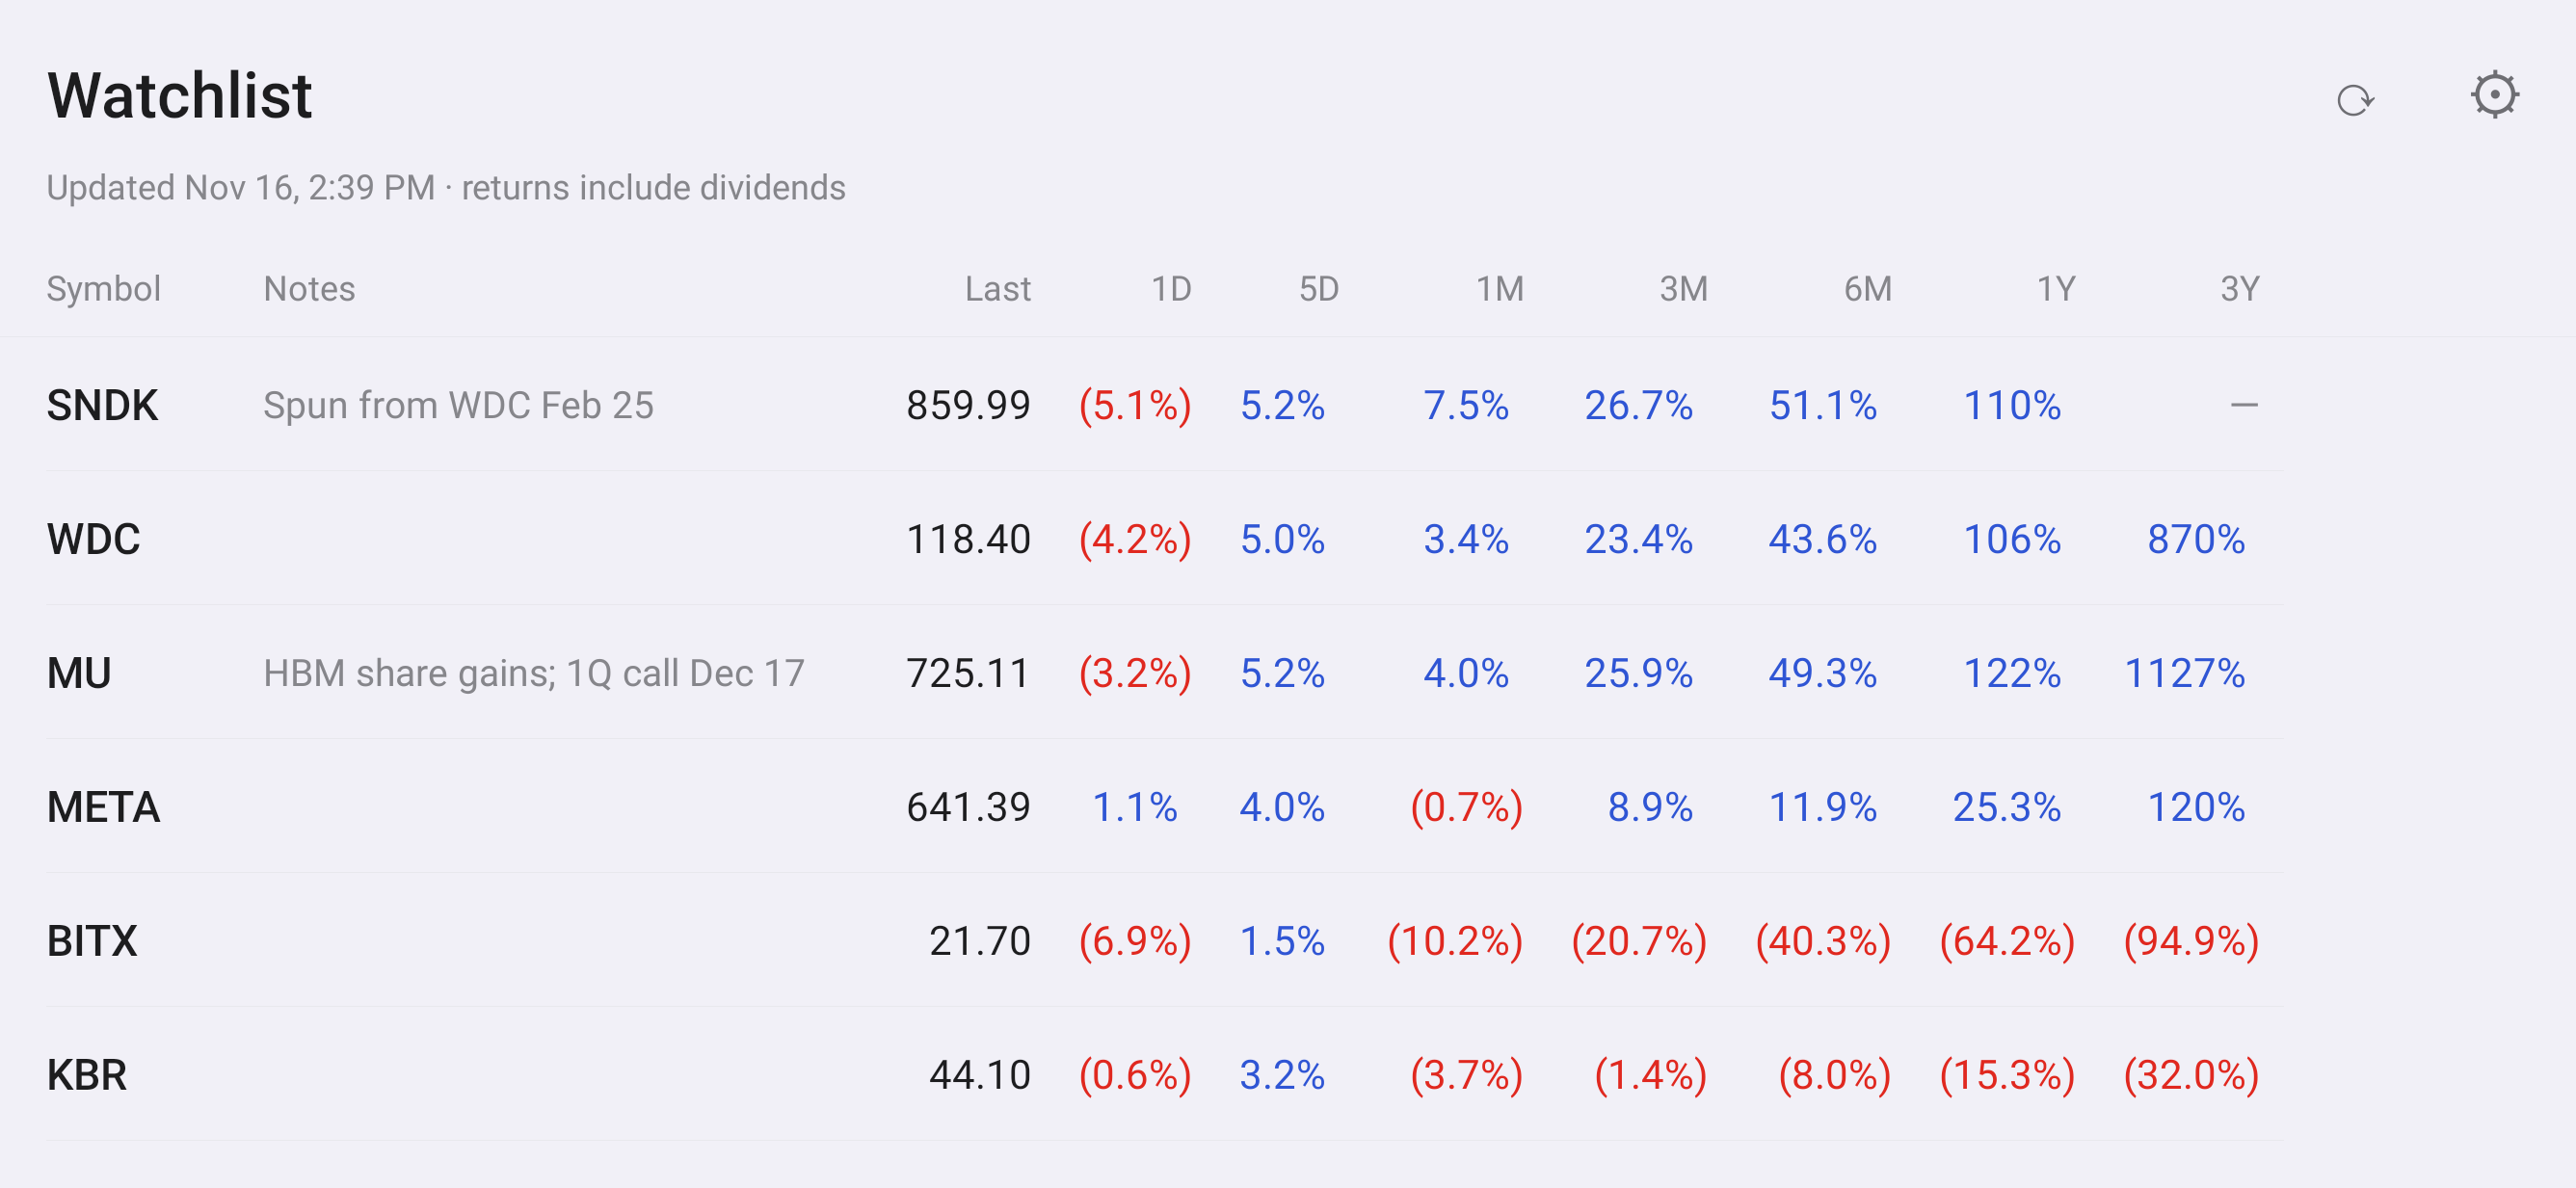 Watchlist
Updated Nov 16, 2:39 PM · returns include dividends
Symbol Notes Last 1D 5D 1M 3M 6M 1Y 3Y
SNDK Spun from WDC Feb 25 859.99 (5.1%) 5.2% 7.5% 26.7% 51.1% 110% —
WDC 118.40 (4.2%) 5.0% 3.4% 23.4% 43.6% 106% 870%
MU HBM share gains; 1Q call Dec 17 725.11 (3.2%) 5.2% 4.0% 25.9% 49.3% 122% 1127%
META 641.39 1.1% 4.0% (0.7%) 8.9% 11.9% 25.3% 120%
BITX 21.70 (6.9%) 1.5% (10.2%) (20.7%) (40.3%) (64.2%) (94.9%)
KBR 44.10 (0.6%) 3.2% (3.7%) (1.4%) (8.0%) (15.3%) (32.0%)